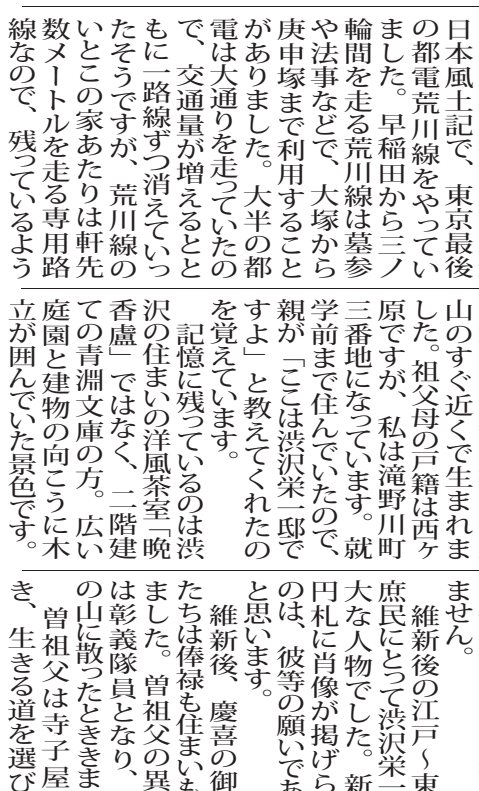 日本風土記で、東京最後
の都電荒川線をやってい
ました。早稲田から三ノ
輪間を走る荒川線は墓参
や法事などで、大塚から
庚申塚まで利用すること
がありました。大半の都
電は大通りを走っていたの
で、交通量が増えるとと
もに一路線ずつ消えていっ
たそうですが、荒川線の
いとこの家あたりは軒先
数メートルを走る専用路
線なので、残っているよう
山のすぐ近くで生まれま
した。祖父母の戸籍は西ヶ
原ですが、私は滝野川町
三番地になっています。就
学前まで住んでいたので、
親が「ここは渋沢栄一邸で
すよ」と教えてくれたの
を覚えています。
記憶に残っているのは渋
沢の住まいの洋風茶室「晩
香盧」ではなく、二階建
ての青淵文庫の方。広い
庭園と建物の向こうに木
立が囲んでいた景色です。
ません。
維新後の江戸～東
庶民にとって渋沢栄一
大な人物でした。新
円札に肖像が掲げら
のは、彼等の願いであ
と思います。
維新後、慶喜の御
たちは俸禄も住まいも
ました。曽祖父の異
は彰義隊員となり、
の山に散ったとききま
曽祖父は寺子屋
き、生きる道を選び